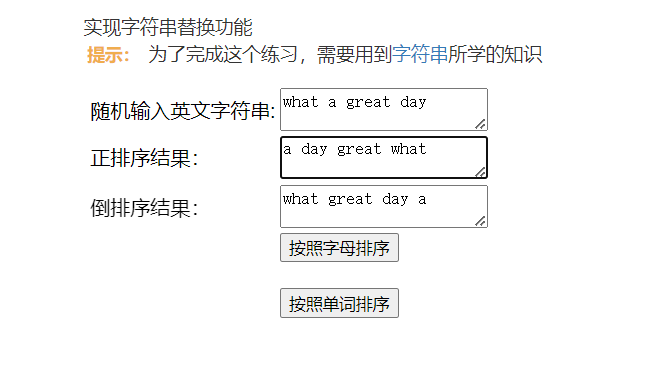 实现字符串替换功能
提示： 为了完成这个练习，需要用到字符串所学的知识
随机输入英文字符串: what a great day
正排序结果： a day great what
倒排序结果： what great day a
按照字母排序
按照单词排序